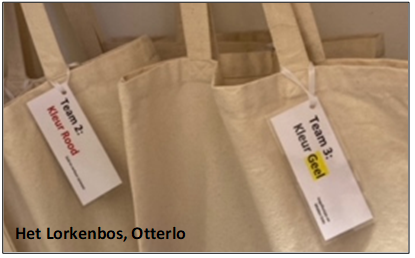 Team 2:
Kleur Rood
Team 3:
Kleur Geel
Het Lorkenbos, Otterlo